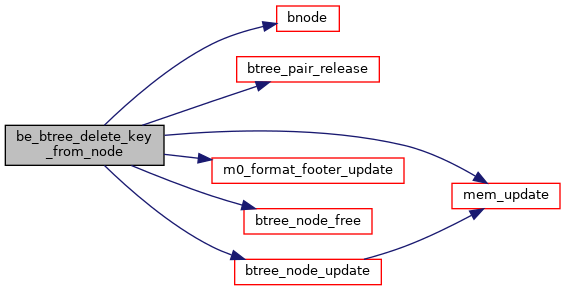 bnode
btree_pair_release
be_btree_delete_key
_from_node
m0_format_footer_update
mem_update
btree_node_free
btree_node_update